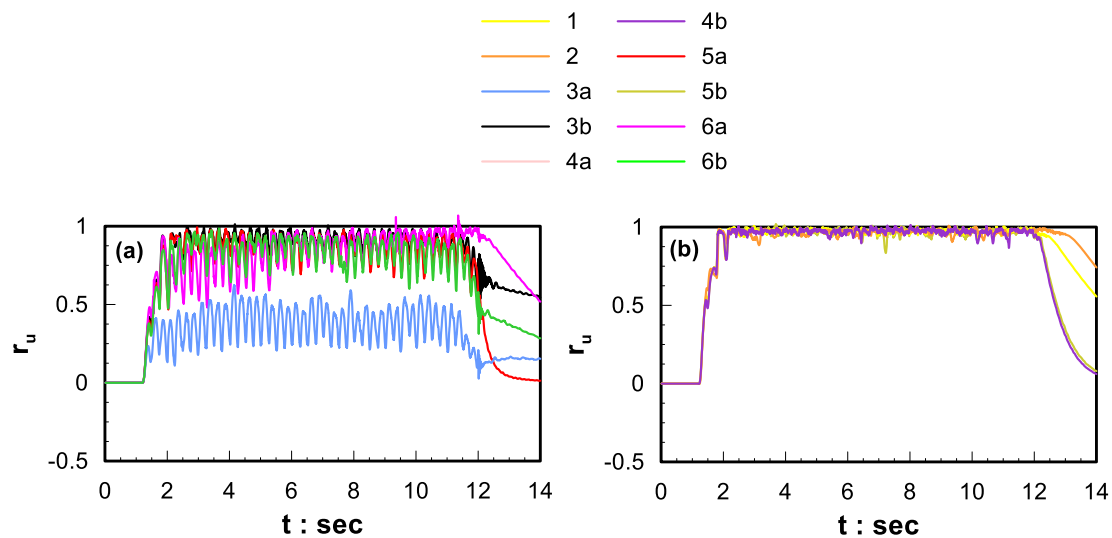 1 4b
2 5a
3a 5b
3b 6a
4a 6b
1 1
(a) (b)
0.5 0.5
ru ru
0 0
-0.5 -0.5
0 2 4 6 8 10 12 14 0 2 4 6 8 10 12 14
t : sec t : sec